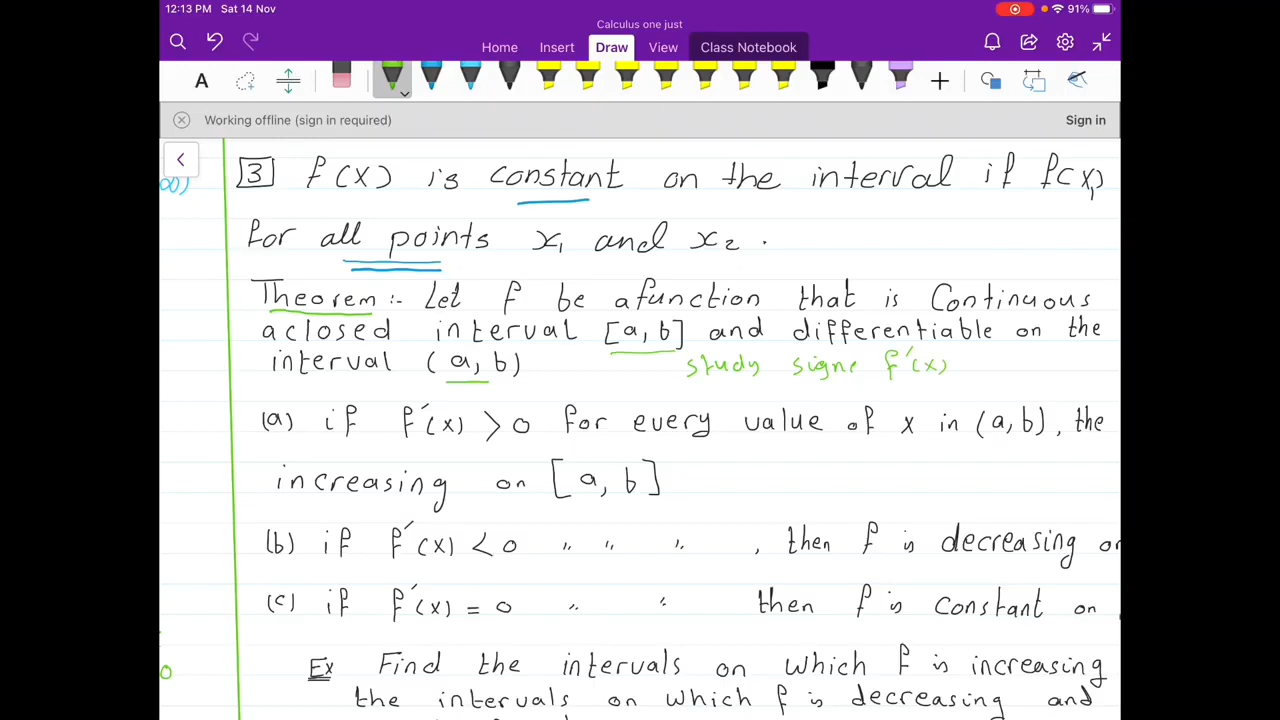 12:13 PM Sat 14 Nov
91%
Calculus one just
Home Insert Draw View Class Notebook
A
Working offline (sign in required) Sign in
3 f(x) is constant on the interval if f(x1)
for all points x1 and x2.
Theorem:- Let f be a function that is Continuous
a closed interval [a, b] and differentiable on the
interval (a, b)
study signe f'(x)
(a) if f'(x) > 0 for every value of x in (a, b), the
increasing on [a, b]
(b) if f'(x) < 0 " " " , then f is decreasing on
(c) if f'(x) = 0 " " then f is constant on
Ex Find the intervals on which f is increasing
the intervals on which f is decreasing and